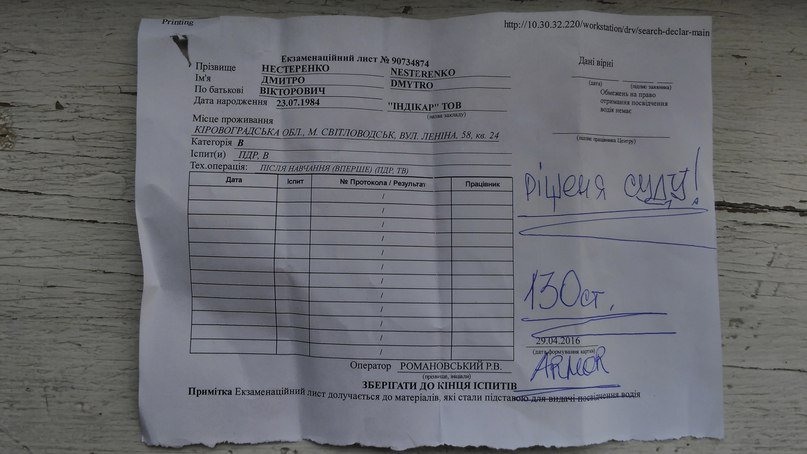 Printing
http://10.30.32.220/workstation/drv/search-declar-main
Екзаменаційний лист № 90734874
Прізвище НЕСТЕРЕНКО NESTERENKO
Ім'я ДМИТРО DMYTRO
По батькові ВІКТОРОВИЧ
Дата народження 23.07.1984 "ІНДІКАР" ТОВ
(назва закладу)
Місце проживання
КІРОВОГРАДСЬКА ОБЛ., М. СВІТЛОВОДСЬК, ВУЛ. ЛЕНІНА, 58, кв. 24
Категорія В
Іспит(и) ПДР, В
Тех.операція: ПІСЛЯ НАВЧАННЯ (ВПЕРШЕ) (ПДР, ТВ)
Дата Іспит № Протокола / Результат Працівник
/
/
/
/
/
/
/
/
/
/
/
/
Оператор РОМАНОВСЬКИЙ Р.В.
(прізвище, ініціали)
ЗБЕРІГАТИ ДО КІНЦЯ ІСПИТІВ
Примітка Екзаменаційний лист долучається до матеріалів, які стали підставою для видачі посвідчення водія
Дані вірні
(дата) (підпис заявника)
Обмежень на право
отримання посвідчення
водія немає
(підпис працівника Центру)
рішеня суду!
130 ст.
29.04.2016
(дата формування картки)
ARMOR